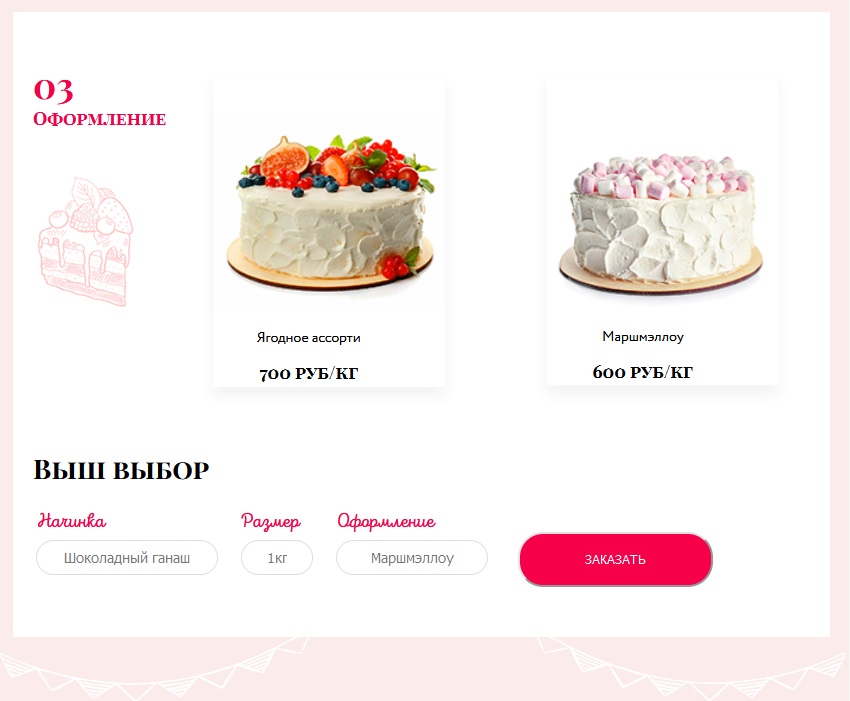 03
Оформление
Ягодное ассорти
700 руб/кг
Маршмэллоу
600 руб/кг
Выш выбор
Начинка
Размер
Оформление
Шоколадный ганаш
1кг
Маршмэллоу
ЗАКАЗАТЬ